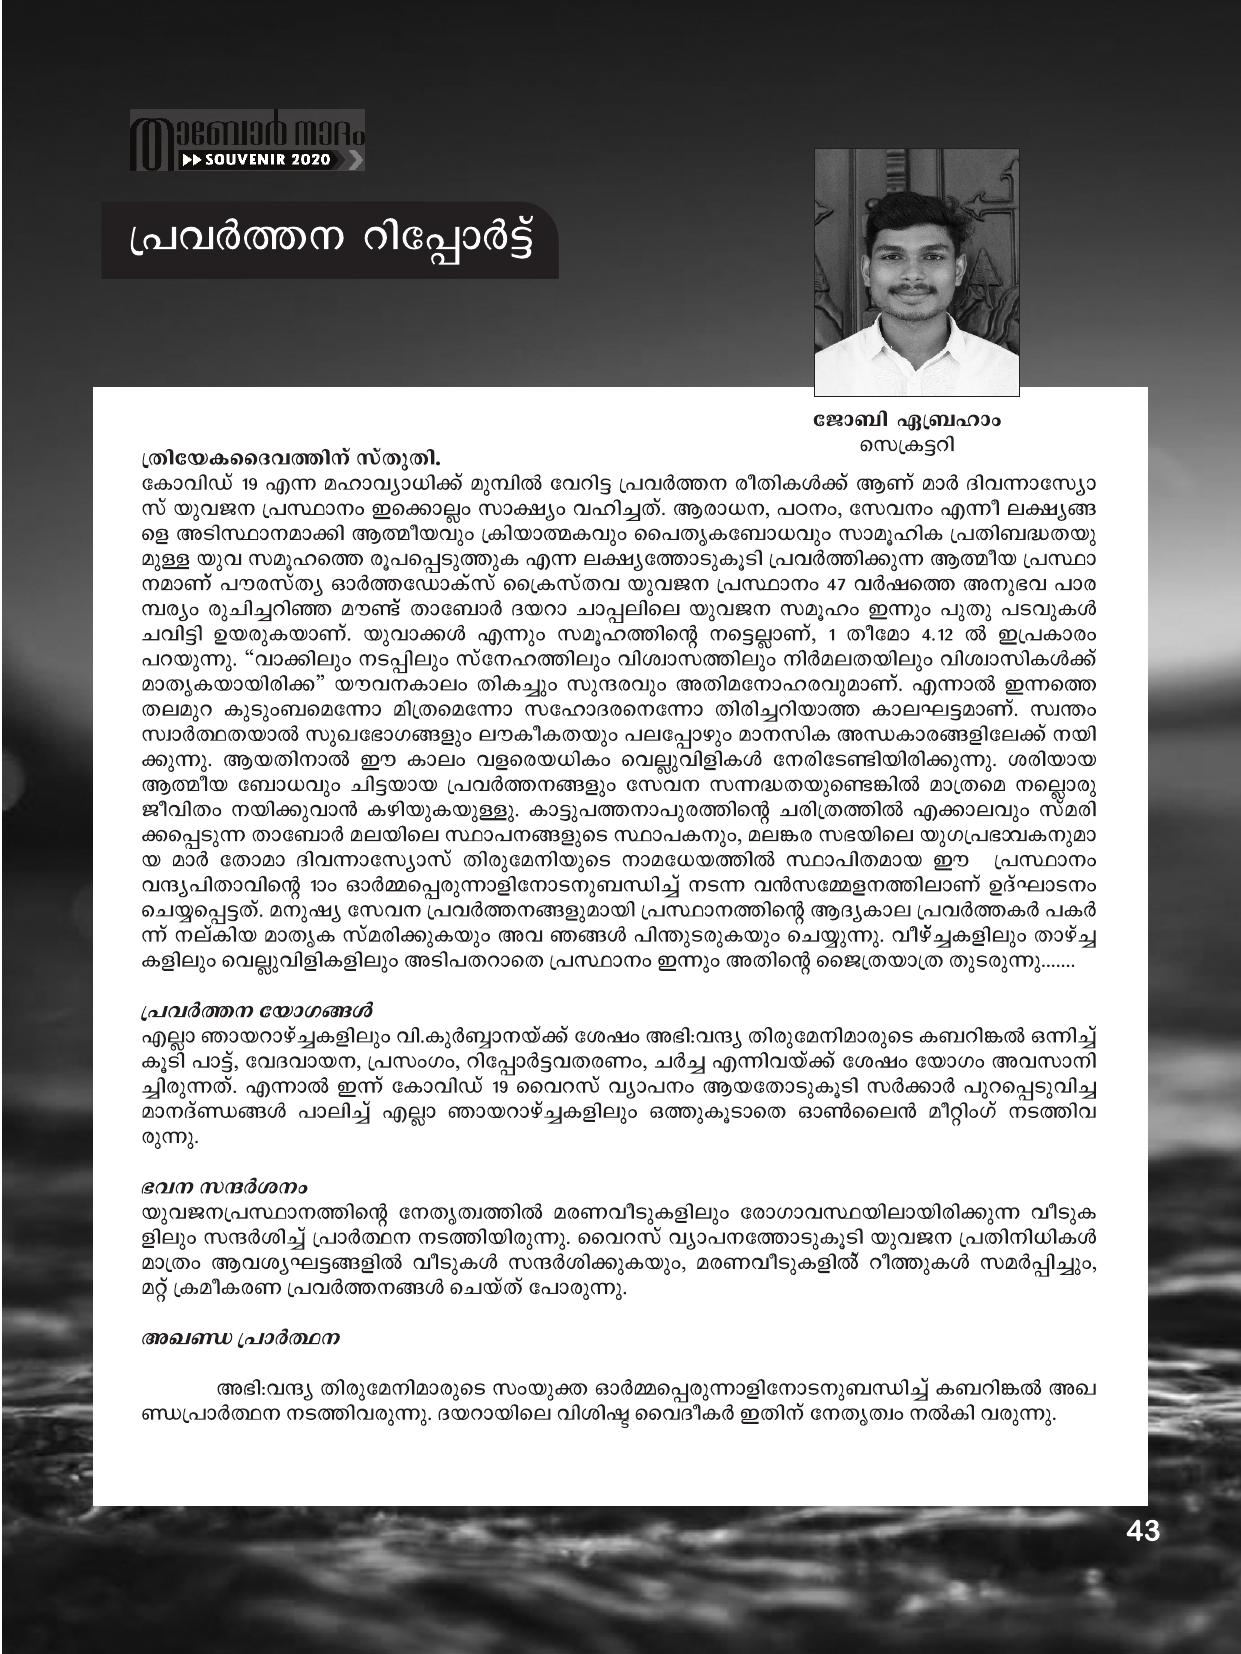 താബോർ നാദം
SOUVENIR 2020
പ്രവർത്തന റിപ്പോർട്ട്
ജോബി ഏബ്രഹാം
സെക്രട്ടറി
ത്രിയേകദൈവത്തിന് സ്തുതി.
കോവിഡ് 19 എന്ന മഹാവ്യാധിക്ക് മുമ്പിൽ വേറിട്ട പ്രവർത്തന രീതികൾക്ക് ആണ് മാർ ദിവന്നാസ്യോ
സ് യുവജന പ്രസ്ഥാനം ഇക്കൊല്ലം സാക്ഷ്യം വഹിച്ചത്. ആരാധന, പഠനം, സേവനം എന്നീ ലക്ഷ്യങ്ങ
ളെ അടിസ്ഥാനമാക്കി ആത്മീയവും ക്രിയാത്മകവും പൈതൃകബോധവും സാമൂഹിക പ്രതിബദ്ധതയു
മുള്ള യുവ സമൂഹത്തെ രൂപപ്പെടുത്തുക എന്ന ലക്ഷ്യത്തോടുകൂടി പ്രവർത്തിക്കുന്ന ആത്മീയ പ്രസ്ഥാ
നമാണ് പൗരസ്ത്യ ഓർത്തഡോക്സ് ക്രൈസ്തവ യുവജന പ്രസ്ഥാനം 47 വർഷത്തെ അനുഭവ പാര
മ്പര്യം രുചിച്ചറിഞ്ഞ മൗണ്ട് താബോർ ദയറാ ചാപ്പലിലെ യുവജന സമൂഹം ഇന്നും പുതു പടവുകൾ
ചവിട്ടി ഉയരുകയാണ്. യുവാക്കൾ എന്നും സമൂഹത്തിന്റെ നട്ടെല്ലാണ്, 1 തീമോ 4.12 ൽ ഇപ്രകാരം
പറയുന്നു. “വാക്കിലും നടപ്പിലും സ്നേഹത്തിലും വിശ്വാസത്തിലും നിർമലതയിലും വിശ്വാസികൾക്ക്
മാതൃകയായിരിക്ക” യൗവനകാലം തികച്ചും സുന്ദരവും അതിമനോഹരവുമാണ്. എന്നാൽ ഇന്നത്തെ
തലമുറ കുടുംബമെന്നോ മിത്രമെന്നോ സഹോദരനെന്നോ തിരിച്ചറിയാത്ത കാലഘട്ടമാണ്. സ്വന്തം
സ്വാർത്ഥതയാൽ സുഖഭോഗങ്ങളും ലൗകീകതയും പലപ്പോഴും മാനസിക അന്ധകാരങ്ങളിലേക്ക് നയി
ക്കുന്നു. ആയതിനാൽ ഈ കാലം വളരെയധികം വെല്ലുവിളികൾ നേരിടേണ്ടിയിരിക്കുന്നു. ശരിയായ
ആത്മീയ ബോധവും ചിട്ടയായ പ്രവർത്തനങ്ങളും സേവന സന്നദ്ധതയുണ്ടെങ്കിൽ മാത്രമെ നല്ലൊരു
ജീവിതം നയിക്കുവാൻ കഴിയുകയുള്ളു. കാട്ടുപത്തനാപുരത്തിന്റെ ചരിത്രത്തിൽ എക്കാലവും സ്മരി
ക്കപ്പെടുന്ന താബോർ മലയിലെ സ്ഥാപനങ്ങളുടെ സ്ഥാപകനും, മലങ്കര സഭയിലെ യുഗപ്രഭാവകനുമാ
യ മാർ തോമാ ദിവന്നാസ്യോസ് തിരുമേനിയുടെ നാമധേയത്തിൽ സ്ഥാപിതമായ ഈ പ്രസ്ഥാനം
വന്ദ്യപിതാവിന്റെ 1ാം ഓർമ്മപ്പെരുന്നാളിനോടനുബന്ധിച്ച് നടന്ന വൻസമ്മേളനത്തിലാണ് ഉദ്ഘാടനം
ചെയ്യപ്പെട്ടത്. മനുഷ്യ സേവന പ്രവർത്തനങ്ങളുമായി പ്രസ്ഥാനത്തിന്റെ ആദ്യകാല പ്രവർത്തകർ പകർ
ന്ന് നല്കിയ മാതൃക സ്മരിക്കുകയും അവ ഞങ്ങൾ പിന്തുടരുകയും ചെയ്യുന്നു. വീഴ്ച്ചകളിലും താഴ്ച്ച
കളിലും വെല്ലുവിളികളിലും അടിപതറാതെ പ്രസ്ഥാനം ഇന്നും അതിന്റെ ജൈത്രയാത്ര തുടരുന്നു.......
പ്രവർത്തന യോഗങ്ങൾ
എല്ലാ ഞായറാഴ്ച്ചകളിലും വി.കുർബ്ബാനയ്ക്ക് ശേഷം അഭി:വന്ദ്യ തിരുമേനിമാരുടെ കബറിങ്കൽ ഒന്നിച്ച്
കൂടി പാട്ട്, വേദവായന, പ്രസംഗം, റിപ്പോർട്ടവതരണം, ചർച്ച എന്നിവയ്ക്ക് ശേഷം യോഗം അവസാനി
ച്ചിരുന്നത്. എന്നാൽ ഇന്ന് കോവിഡ് 19 വൈറസ് വ്യാപനം ആയതോടുകൂടി സർക്കാർ പുറപ്പെടുവിച്ച
മാനദ്ണ്ഡങ്ങൾ പാലിച്ച് എല്ലാ ഞായറാഴ്ച്ചകളിലും ഒത്തുകൂടാതെ ഓൺലൈൻ മീറ്റിംഗ് നടത്തിവ
രുന്നു.
ഭവന സന്ദർശനം
യുവജനപ്രസ്ഥാനത്തിന്റെ നേതൃത്വത്തിൽ മരണവീടുകളിലും രോഗാവസ്ഥയിലായിരിക്കുന്ന വീടുക
ളിലും സന്ദർശിച്ച് പ്രാർത്ഥന നടത്തിയിരുന്നു. വൈറസ് വ്യാപനത്തോടുകൂടി യുവജന പ്രതിനിധികൾ
മാത്രം ആവശ്യഘട്ടങ്ങളിൽ വീടുകൾ സന്ദർശിക്കുകയും, മരണവീടുകളിൽ റീത്തുകൾ സമർപ്പിച്ചും,
മറ്റ് ക്രമീകരണ പ്രവർത്തനങ്ങൾ ചെയ്ത് പോരുന്നു.
അഖണ്ഡ പ്രാർത്ഥന
അഭി:വന്ദ്യ തിരുമേനിമാരുടെ സംയുക്ത ഓർമ്മപ്പെരുന്നാളിനോടനുബന്ധിച്ച് കബറിങ്കൽ അഖ
ണ്ഡപ്രാർത്ഥന നടത്തിവരുന്നു. ദയറായിലെ വിശിഷ്ട വൈദീകർ ഇതിന് നേതൃത്വം നൽകി വരുന്നു.
43